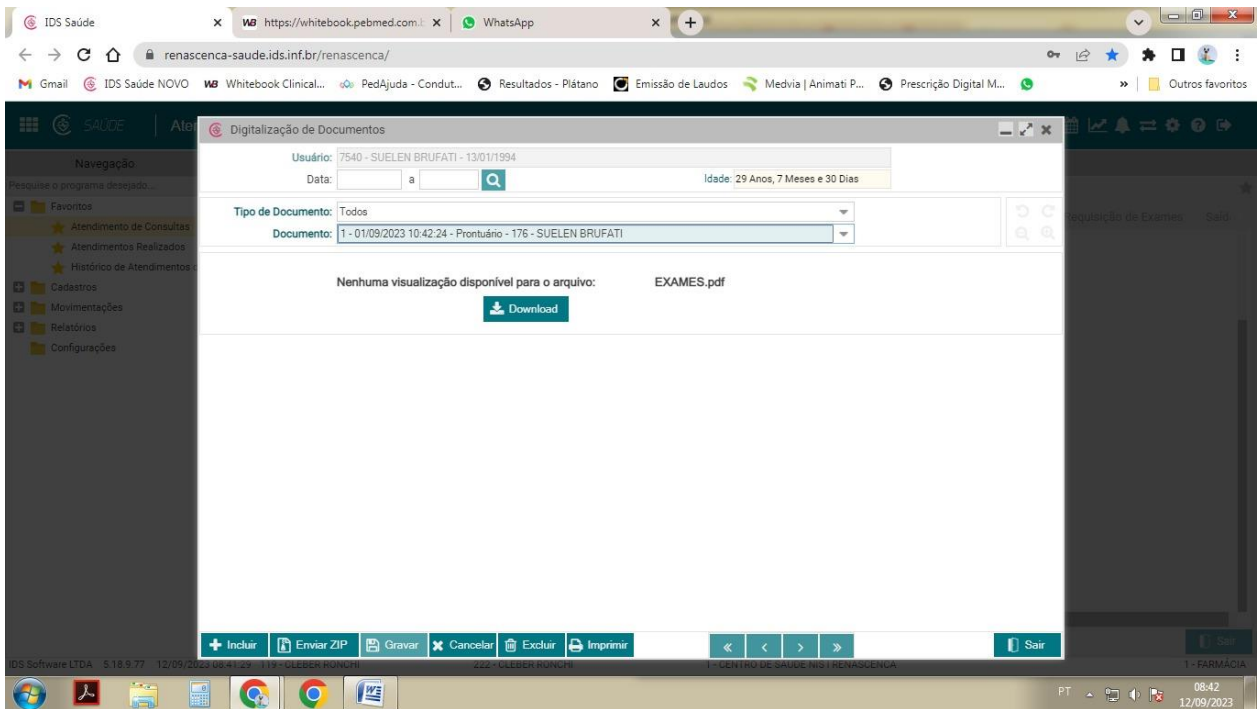 IDS Saúde
WB https://whitebook.pebmed.com.l
WhatsApp
renascenca-saude.ids.inf.br/renascenca/
Gmail IDS Saúde NOVO WB Whitebook Clinical... PedAjuda - Condut... Resultados - Plátano Emissão de Laudos Medvia | Animati P... Prescrição Digital M... » Outros favoritos
SAÚDE Ate
Digitalização de Documentos
Navegação
Pesquise o programa desejado...
Usuário: 7540 - SUELEN BRUFATI - 13/01/1994
Data: a
Idade: 29 Anos, 7 Meses e 30 Dias
Favoritos
Atendimento de Consultas
Atendimentos Realizados
Histórico de Atendimentos
Cadastros
Movimentações
Relatórios
Configurações
Tipo de Documento: Todos
Documento: 1 - 01/09/2023 10:42:24 - Prontuário - 176 - SUELEN BRUFATI
Requisição de Exames
Nenhuma visualização disponível para o arquivo: EXAMES.pdf
Download
Incluir Enviar ZIP Gravar Cancelar Excluir Imprimir « < > » Sair
Sair
IDS Software LTDA 5.18.9.77 12/09/2023 08:41:29 119 - CLEBER RONCHI 222 - CLEBER RONCHI 1 - CENTRO DE SAUDE NIS I RENASCENCA 1 - FARMÁCIA
PT 08:42
12/09/2023